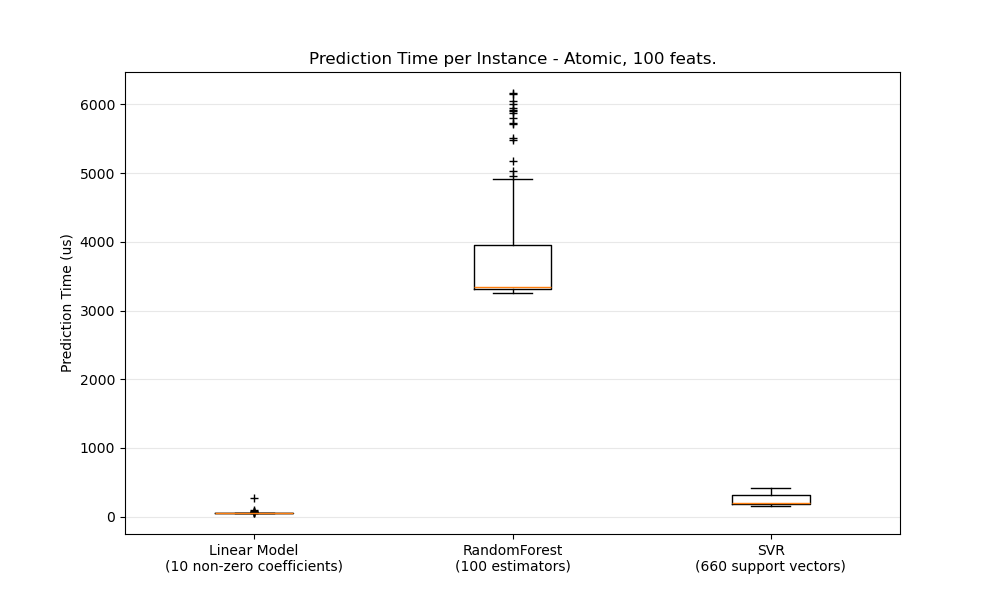 Prediction Time per Instance - Atomic, 100 feats.
Prediction Time (us)
6000
5000
4000
3000
2000
1000
0
Linear Model
(10 non-zero coefficients)
RandomForest
(100 estimators)
SVR
(660 support vectors)